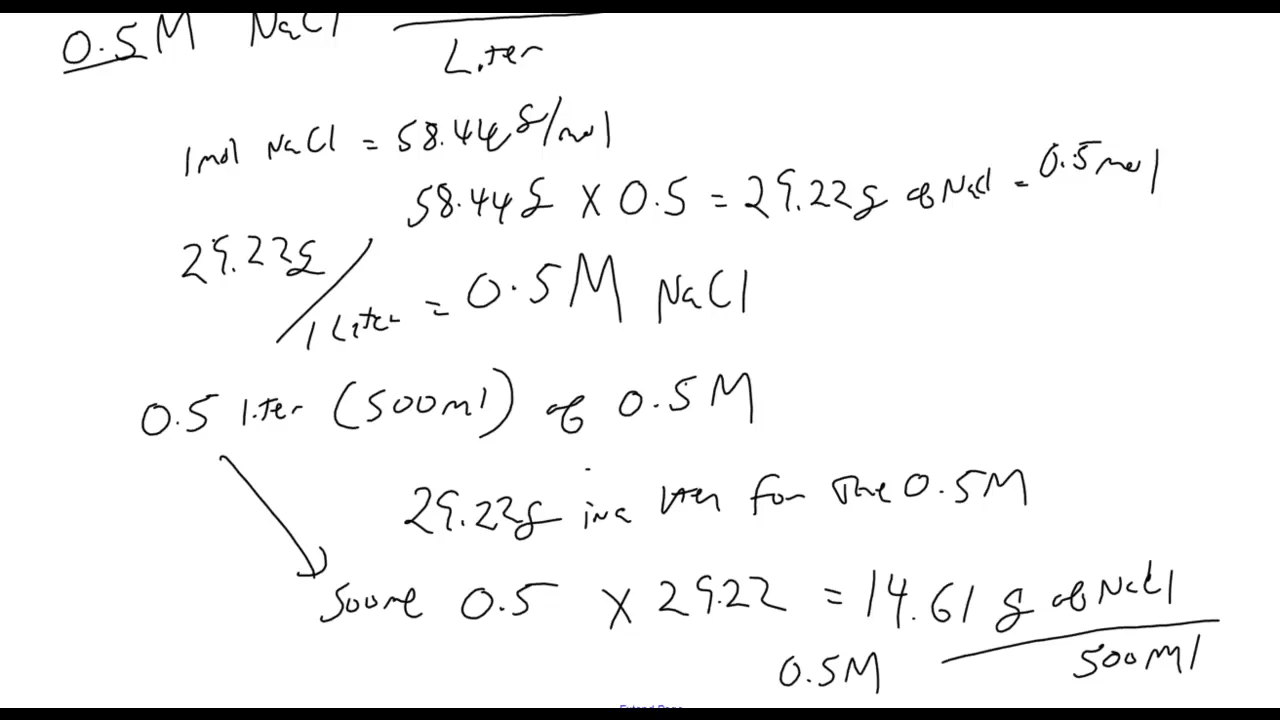 0.5M NaCl
Liter
1mol NaCl = 58.44g/mol
58.44g X 0.5 = 29.22g of NaCl = 0.5mol
29.22g/1 Liter = 0.5M NaCl
0.5 liter (500ml) of 0.5M
29.22g in a liter for the 0.5M
500ml 0.5 X 29.22 = 14.61 g of NaCl
0.5M 500Ml